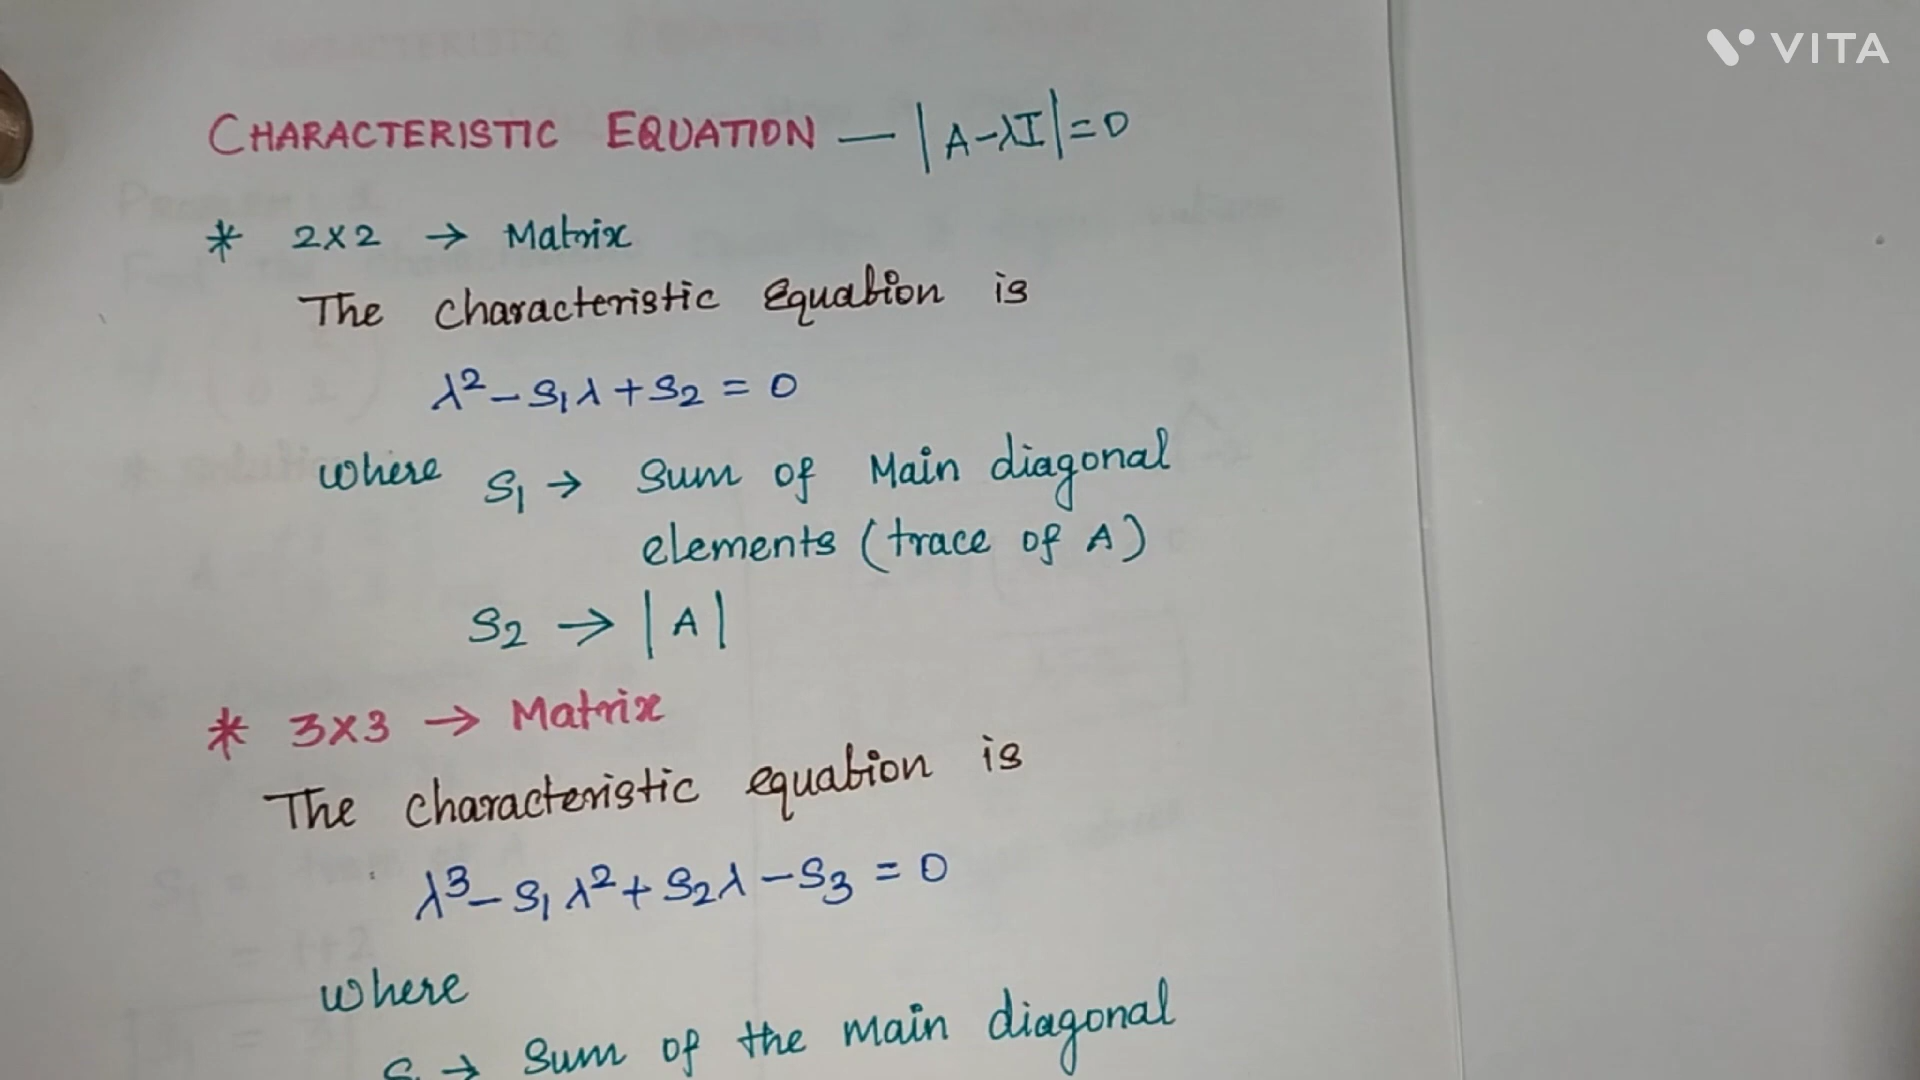 VITA
CHARACTERISTIC EQUATION — |A-λI|=0
* 2x2 → Matrix
The characteristic equation is
λ² - S₁λ + S₂ = 0
where S₁ → Sum of Main diagonal
elements (trace of A)
S₂ → |A|
* 3x3 → Matrix
The characteristic equation is
λ³ - S₁λ² + S₂λ - S₃ = 0
where
→ Sum of the main diagonal